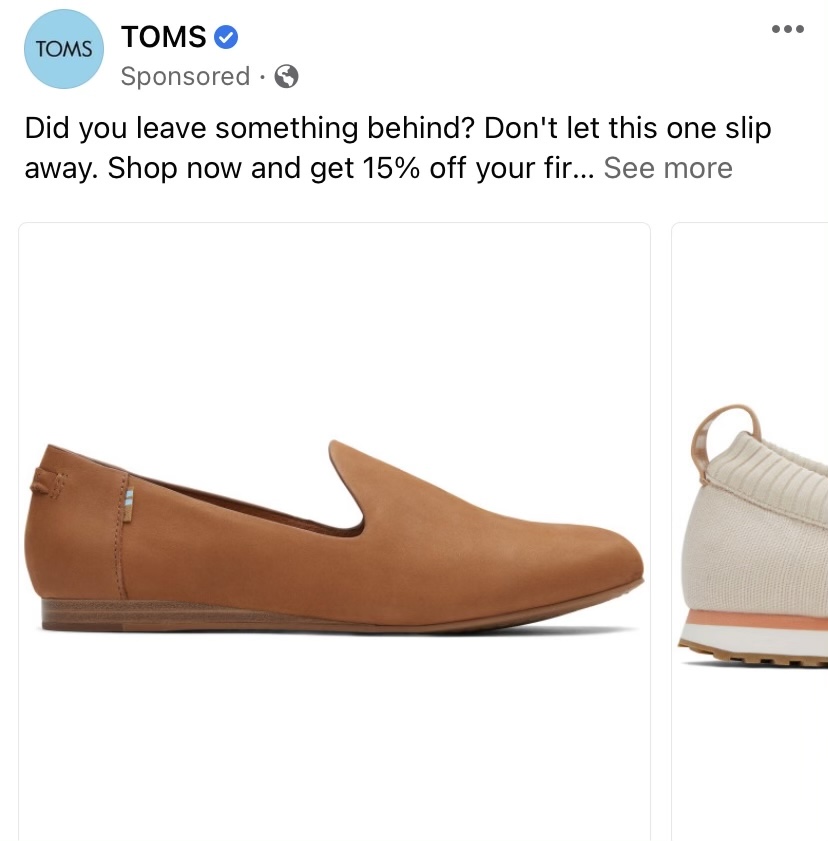 TOMS
TOMS
Sponsored ·
Did you leave something behind? Don't let this one slip
away. Shop now and get 15% off your fir... See more